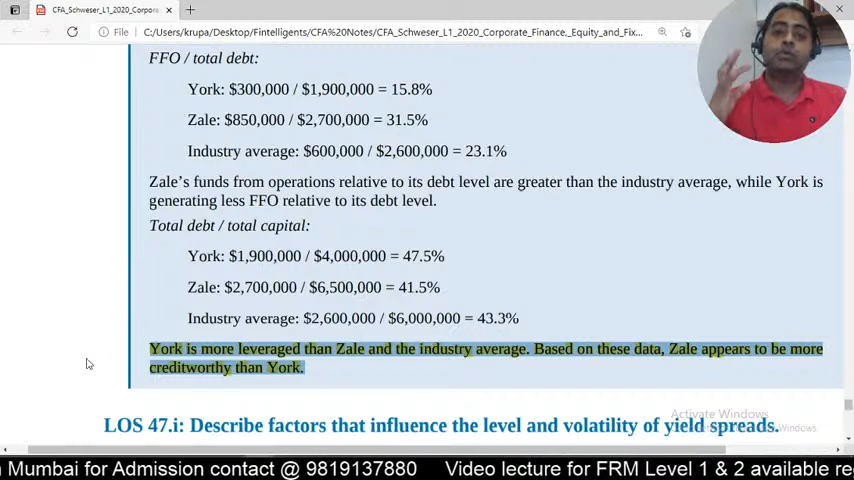 CFA_Schweser_L1_2020_Corporat
File
C:/Users/krupa/Desktop/Fintelligents/CFA%20Notes/CFA_Schweser_L1_2020_Corporate_Finance,_Equity_and_Fix...
FFO / total debt:
York: $300,000 / $1,900,000 = 15.8%
Zale: $850,000 / $2,700,000 = 31.5%
Industry average: $600,000 / $2,600,000 = 23.1%
Zale's funds from operations relative to its debt level are greater than the industry average, while York is
generating less FFO relative to its debt level.
Total debt / total capital:
York: $1,900,000 / $4,000,000 = 47.5%
Zale: $2,700,000 / $6,500,000 = 41.5%
Industry average: $2,600,000 / $6,000,000 = 43.3%
York is more leveraged than Zale and the industry average. Based on these data, Zale appears to be more
creditworthy than York.
LOS 47.i: Describe factors that influence the level and volatility of yield spreads.
Activate Windows
n Mumbai for Admission contact @ 9819137880 Video lecture for FRM Level 1 & 2 available re